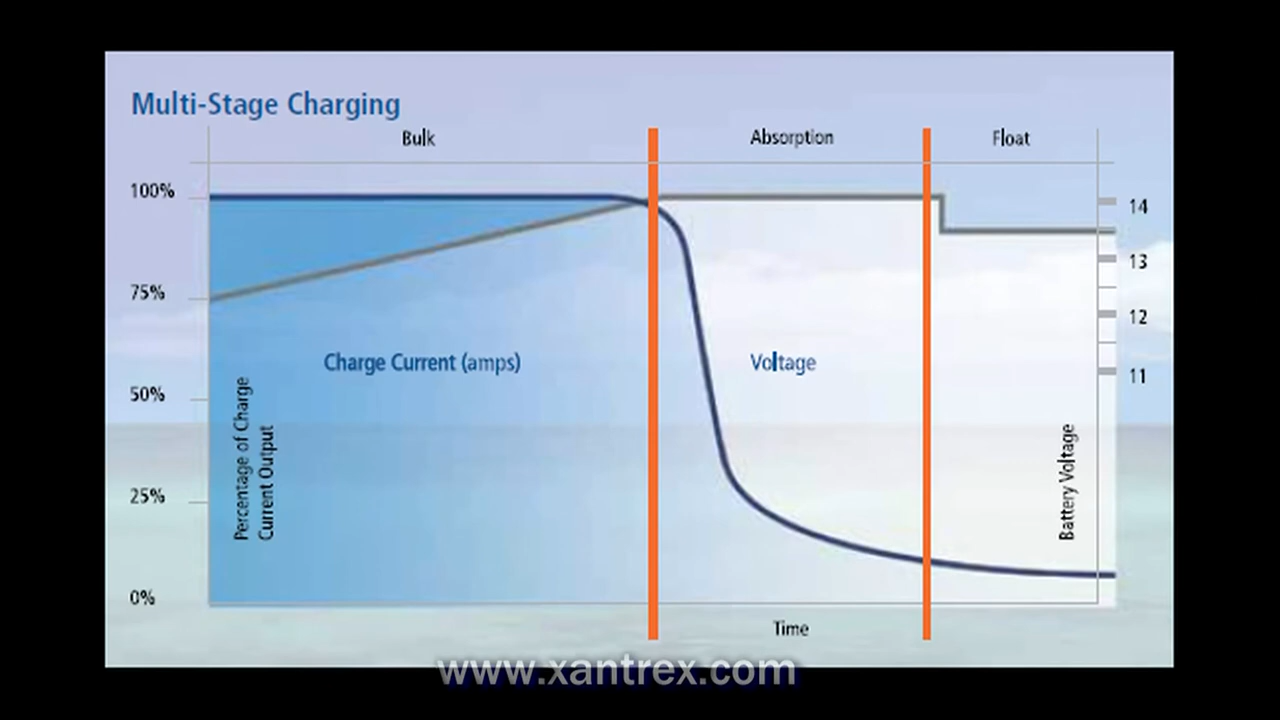 Multi-Stage Charging
Bulk
Absorption
Float
100%
75%
50%
25%
0%
Percentage of Charge
Current Output
Charge Current (amps)
Voltage
14
13
12
11
Battery Voltage
Time
www.xantrex.com